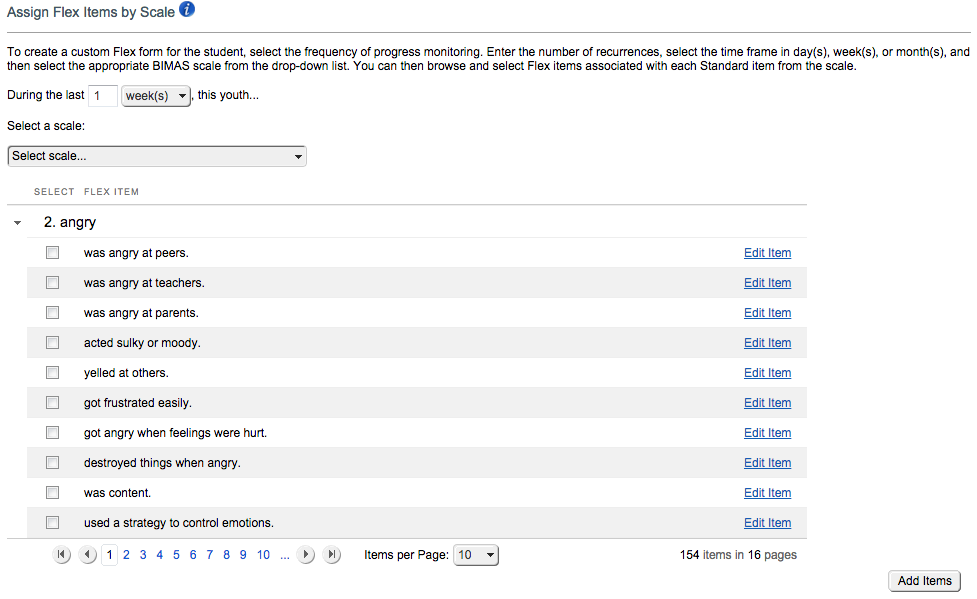 Assign Flex Items by Scale i
To create a custom Flex form for the student, select the frequency of progress monitoring. Enter the number of recurrences, select the time frame in day(s), week(s), or month(s), and
then select the appropriate BIMAS scale from the drop-down list. You can then browse and select Flex items associated with each Standard item from the scale.
During the last 1 week(s) , this youth...
Select a scale:
Select scale...
SELECT FLEX ITEM
2. angry
was angry at peers. Edit Item
was angry at teachers. Edit Item
was angry at parents. Edit Item
acted sulky or moody. Edit Item
yelled at others. Edit Item
got frustrated easily. Edit Item
got angry when feelings were hurt. Edit Item
destroyed things when angry. Edit Item
was content. Edit Item
used a strategy to control emotions. Edit Item
1 2 3 4 5 6 7 8 9 10 ... Items per Page: 10 154 items in 16 pages
Add Items